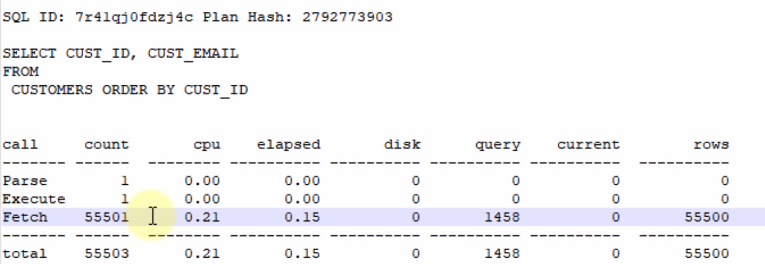 SQL ID: 7r41qj0fdzj4c Plan Hash: 2792773903
SELECT CUST_ID, CUST_EMAIL
FROM
CUSTOMERS ORDER BY CUST_ID
call count cpu elapsed disk query current rows
------- ------ -------- ---------- ---------- ---------- ---------- ----------
Parse 1 0.00 0.00 0 0 0 0
Execute 1 0.00 0.00 0 0 0 0
Fetch 55501 0.21 0.15 0 1458 0 55500
------- ------ -------- ---------- ---------- ---------- ---------- ----------
total 55503 0.21 0.15 0 1458 0 55500